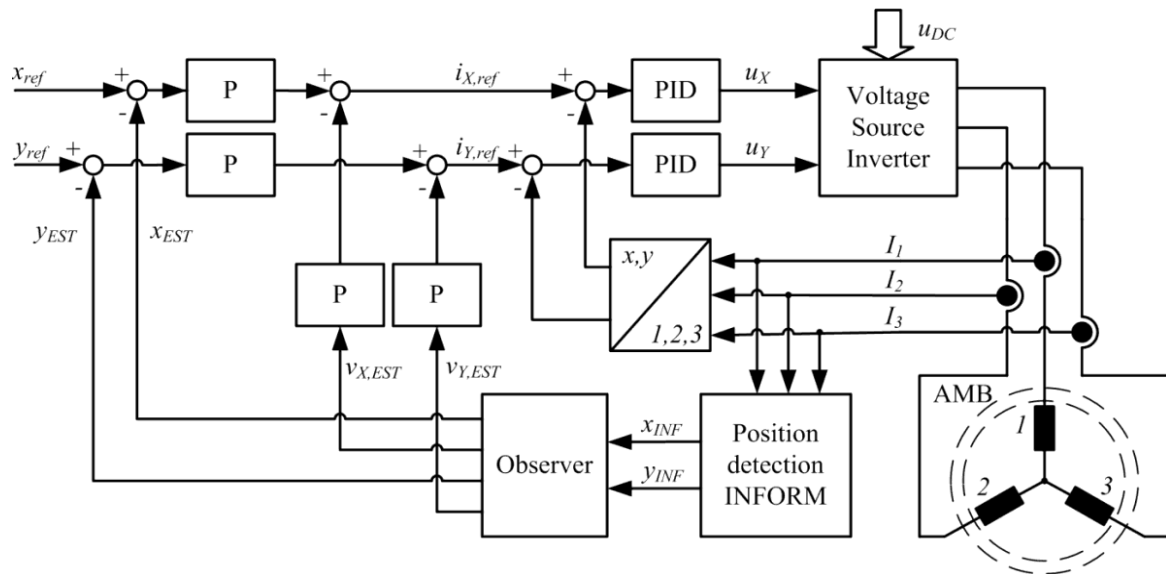 u_DC
x_ref + - P + - i_X,ref + - PID u_X
Voltage
Source
Inverter
y_ref + - P + - i_Y,ref + - PID u_Y
y_EST x_EST
P P
x,y
1,2,3
I_1
I_2
I_3
v_X,EST v_Y,EST
Observer
x_INF
y_INF
Position
detection
INFORM
AMB
1
2 3